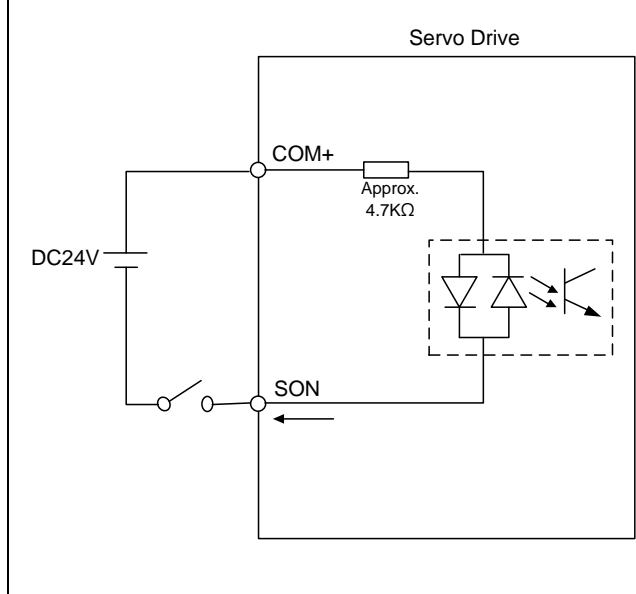 Servo Drive
COM+
Approx.
4.7KΩ
DC24V
SON